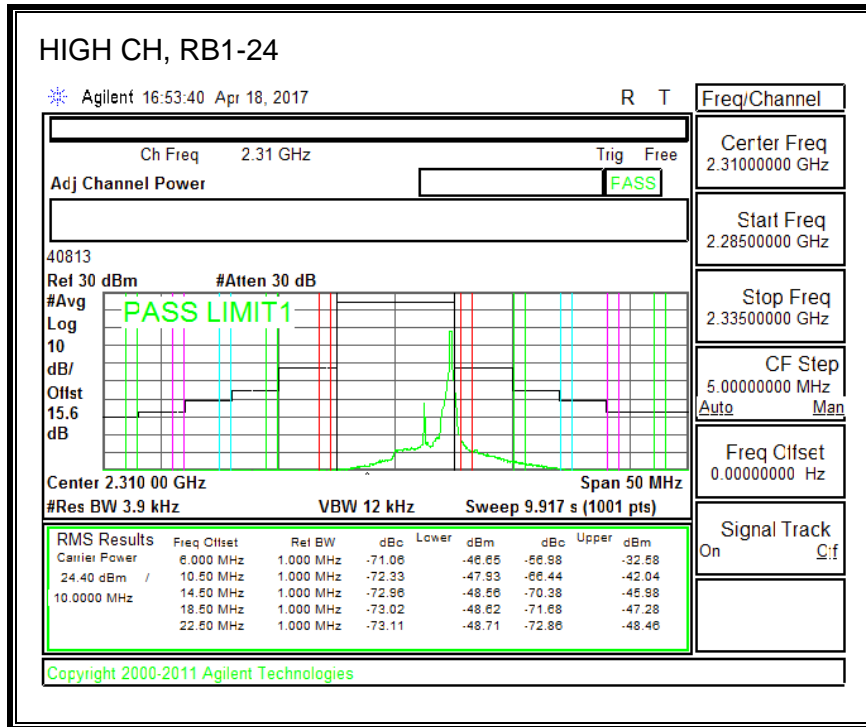 HIGH CH, RB1-24
Agilent 16:53:40 Apr 18, 2017 R T
Freq/Channel
Ch Freq 2.31 GHz Trig Free
Adj Channel Power PASS
Center Freq
2.31000000 GHz
Start Freq
2.28500000 GHz
Stop Freq
2.33500000 GHz
CF Step
5.00000000 MHz
Auto Man
Freq Offset
0.00000000 Hz
Signal Track
On Off
40813
Ref 30 dBm #Atten 30 dB
#Avg
Log
10
dB/
Offst
15.6
dB
PASS LIMIT1
Center 2.310 00 GHz Span 50 MHz
#Res BW 3.9 kHz VBW 12 kHz Sweep 9.917 s (1001 pts)
RMS Results Freq Offset Ref BW dBc Lower dBm dBc Upper dBm
Carrier Power 6.000 MHz 1.000 MHz -71.06 -46.65 -56.98 -32.58
24.40 dBm / 10.50 MHz 1.000 MHz -72.33 -47.93 -66.44 -42.04
10.0000 MHz 14.50 MHz 1.000 MHz -72.96 -48.56 -70.38 -45.98
18.50 MHz 1.000 MHz -73.02 -48.62 -71.68 -47.28
22.50 MHz 1.000 MHz -73.11 -48.71 -72.86 -48.46
Copyright 2000-2011 Agilent Technologies